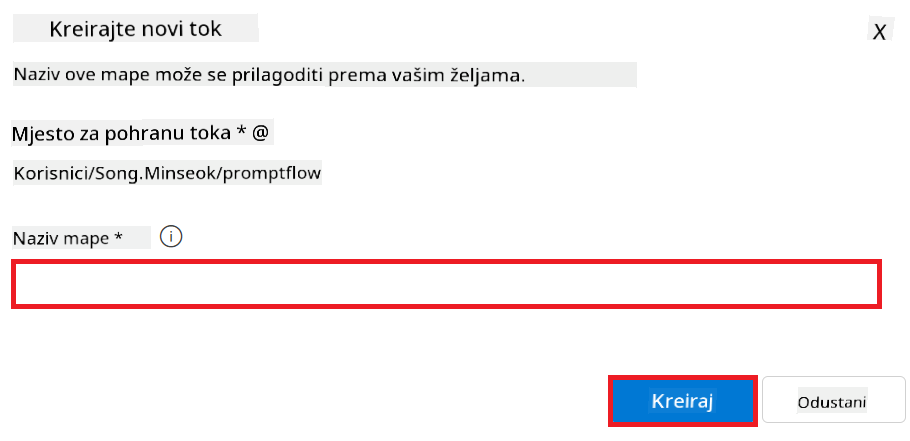 Kreirajte novi tok
X
Naziv ove mape može se prilagoditi prema vašim željama.
Mjesto za pohranu toka * @
Korisnici/Song.Minseok/promptflow
Naziv mape * i
Kreiraj
Odustani